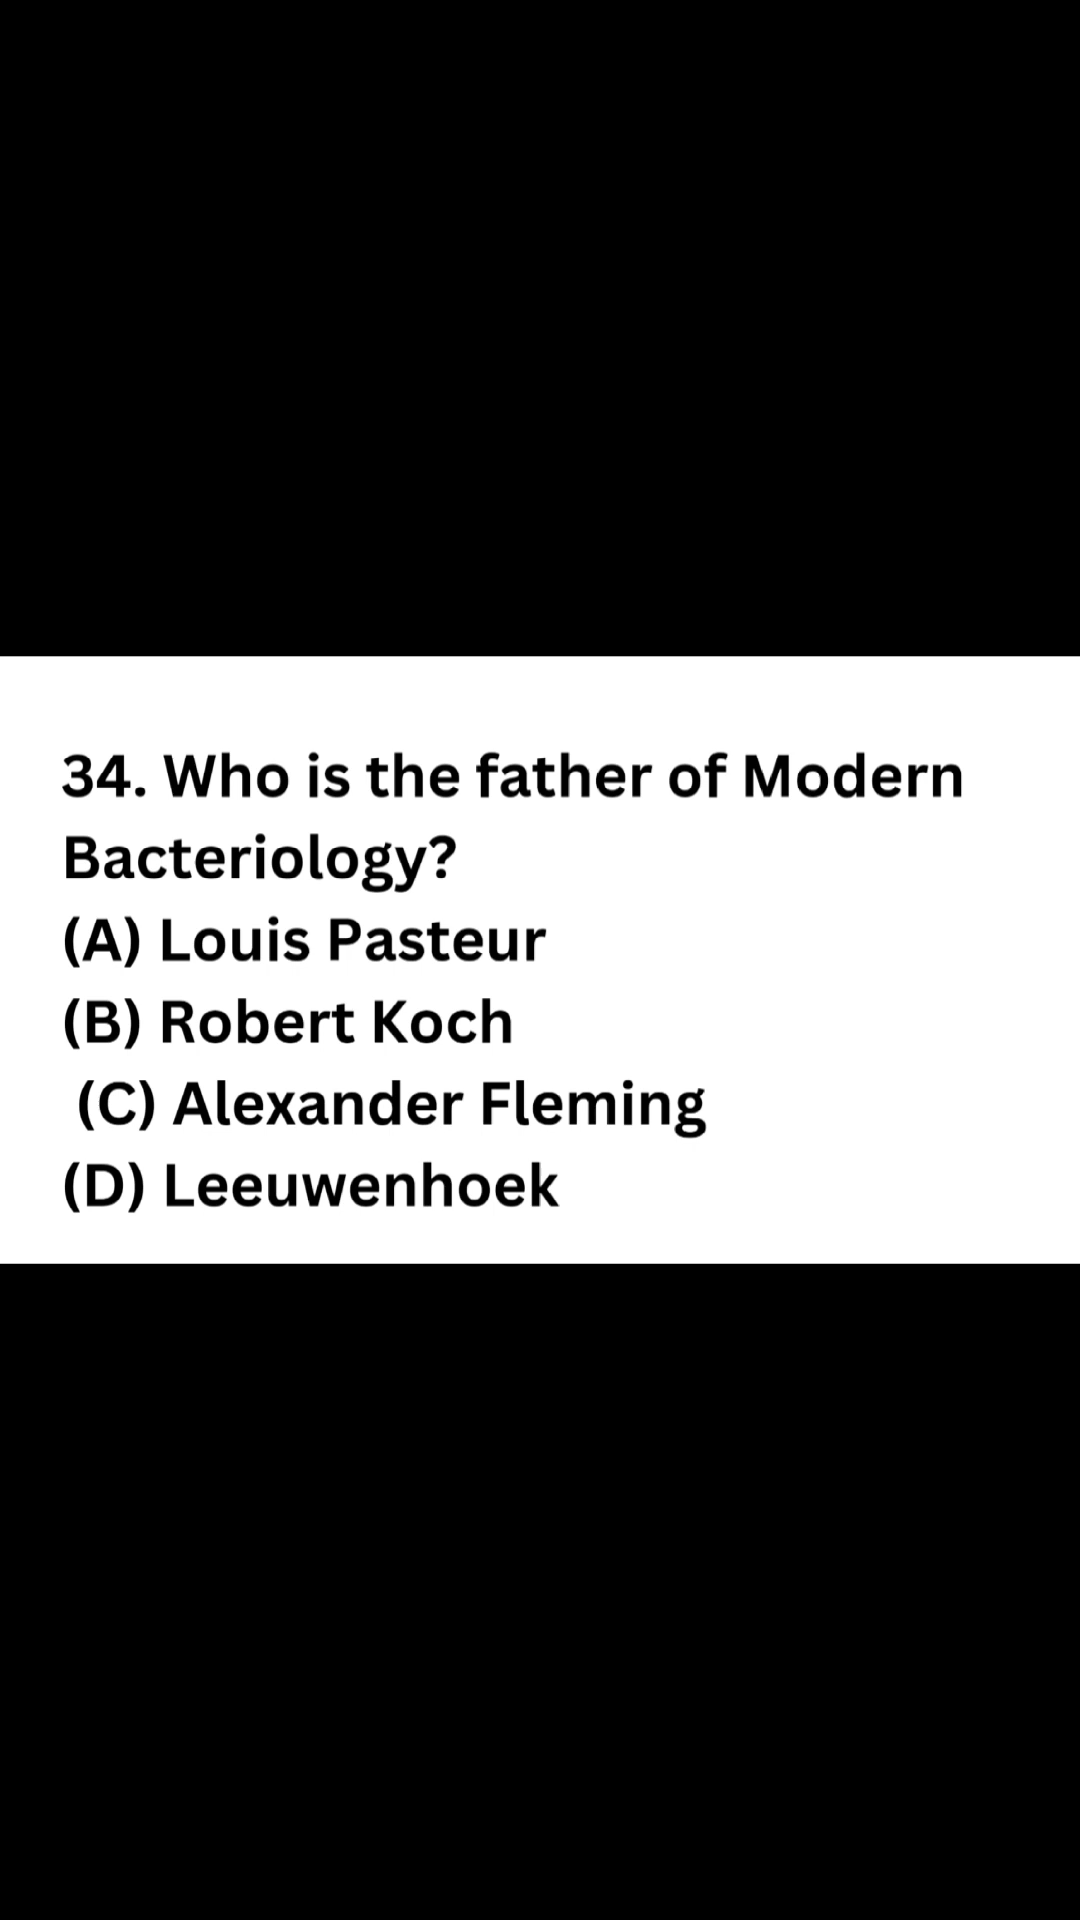 34. Who is the father of Modern
Bacteriology?
(A) Louis Pasteur
(B) Robert Koch
(C) Alexander Fleming
(D) Leeuwenhoek